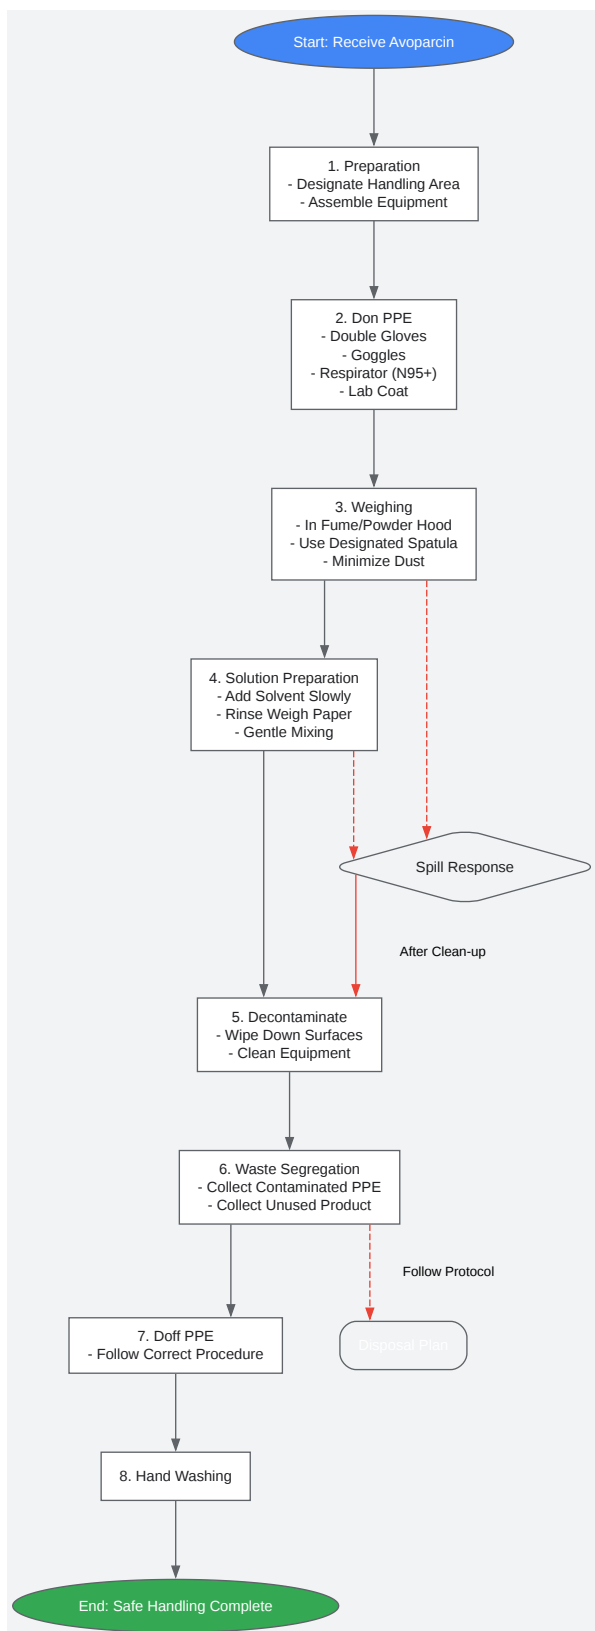 Start: Receive Avoparcin
1. Preparation
- Designate Handling Area
- Assemble Equipment
2. Don PPE
- Double Gloves
- Goggles
- Respirator (N95+)
- Lab Coat
3. Weighing
- In Fume/Powder Hood
- Use Designated Spatula
- Minimize Dust
4. Solution Preparation
- Add Solvent Slowly
- Rinse Weigh Paper
- Gentle Mixing
Spill Response
After Clean-up
5. Decontaminate
- Wipe Down Surfaces
- Clean Equipment
6. Waste Segregation
- Collect Contaminated PPE
- Collect Unused Product
Follow Protocol
7. Doff PPE
- Follow Correct Procedure
Disposal Plan
8. Hand Washing
End: Safe Handling Complete